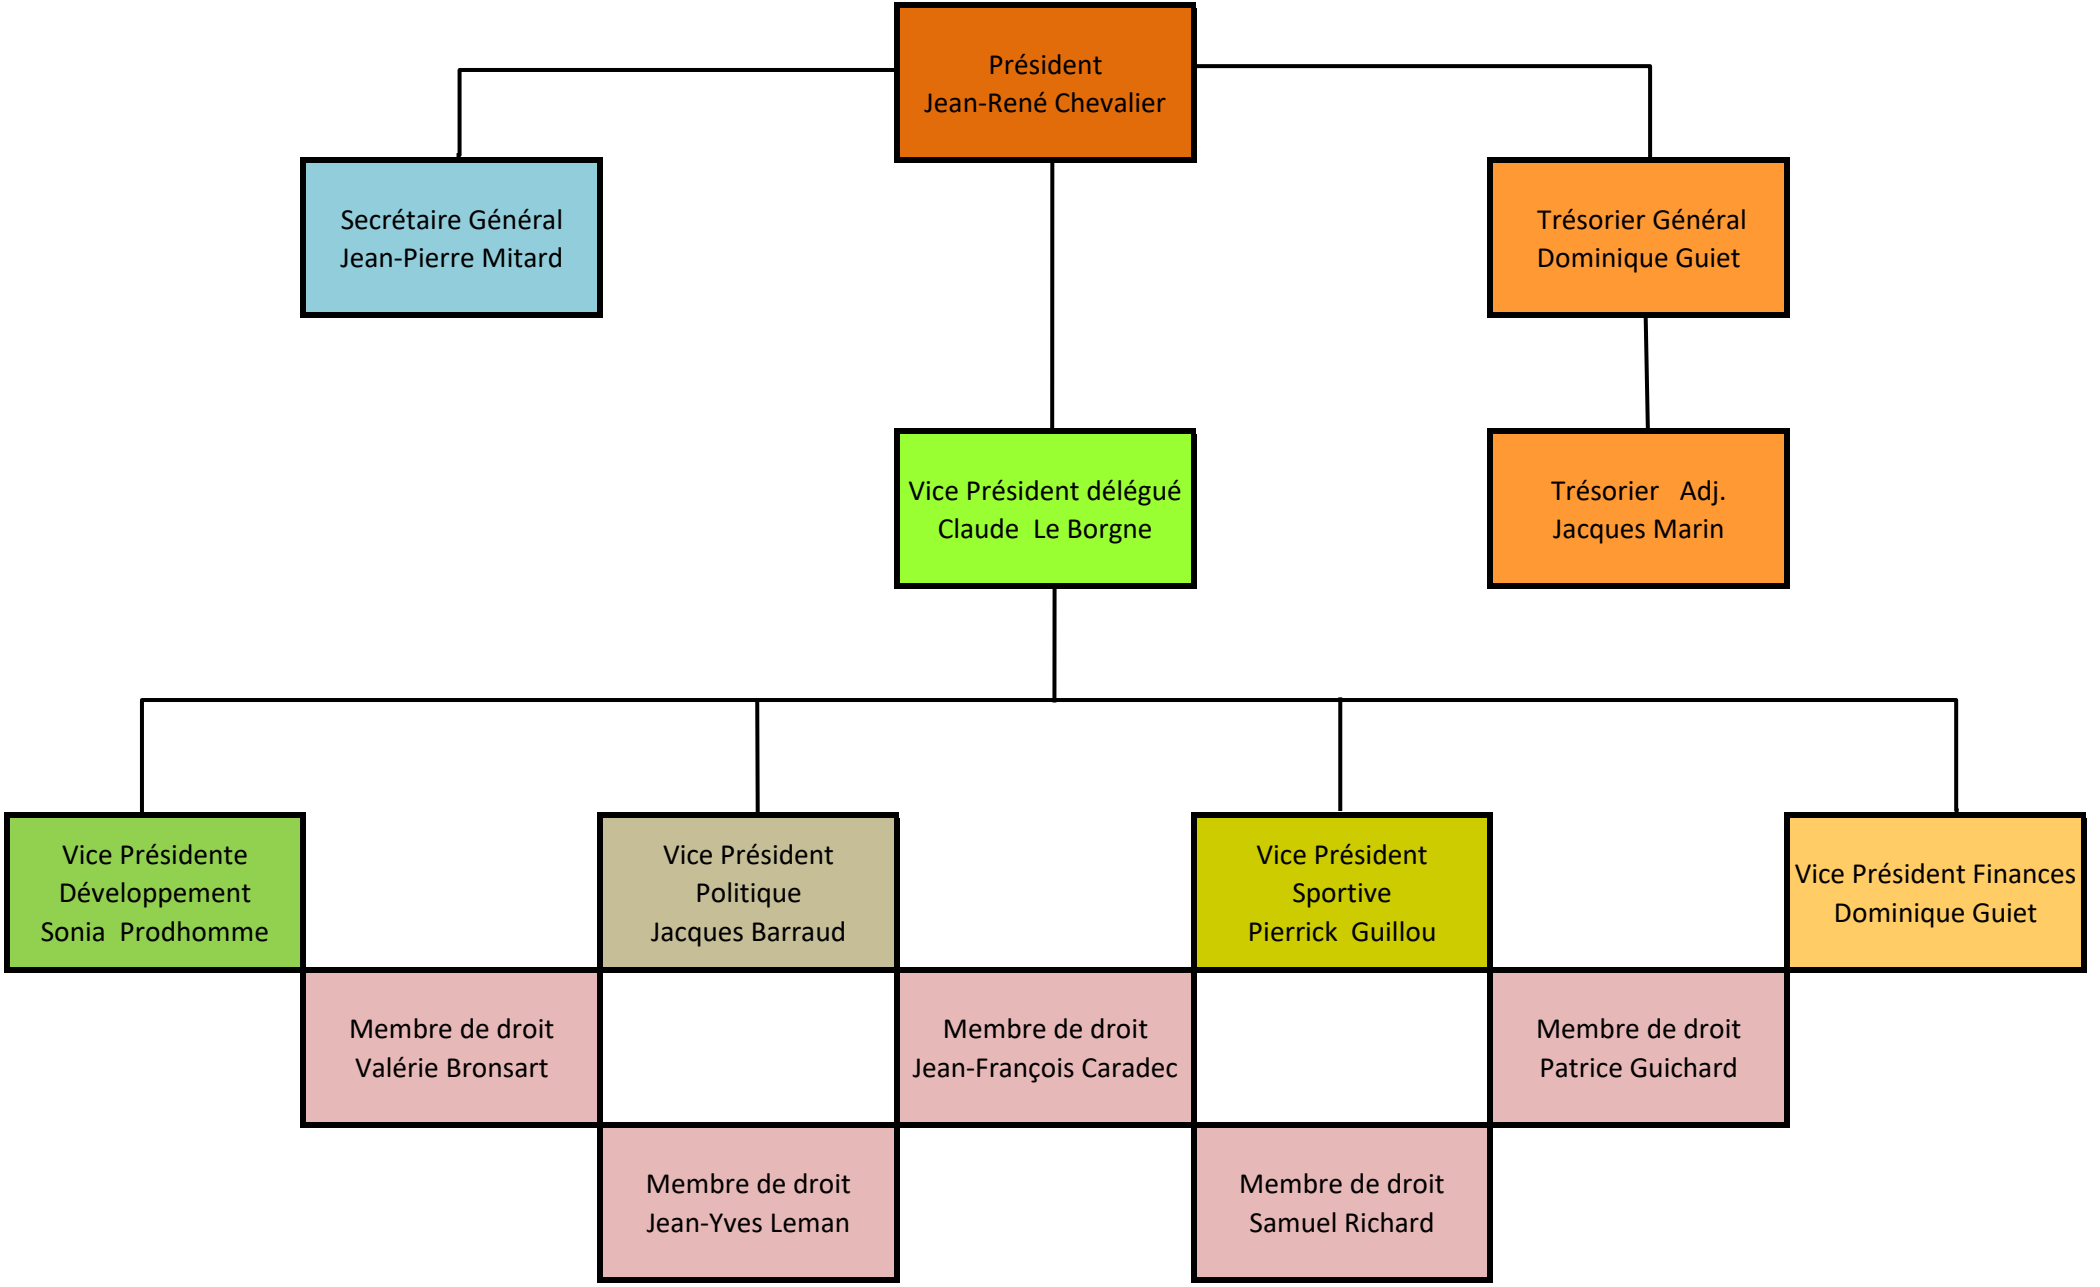 Président
Jean-René Chevalier
Secrétaire Général
Jean-Pierre Mitard
Trésorier Général
Dominique Guiet
Vice Président délégué
Claude  Le Borgne
Trésorier   Adj.
Jacques Marin
Vice Présidente
Développement
Sonia  Prodhomme
Vice Président
Politique
Jacques Barraud
Vice Président
Sportive
Pierrick  Guillou
Vice Président Finances
Dominique Guiet
Membre de droit
Valérie Bronsart
Membre de droit
Jean-François Caradec
Membre de droit
Patrice Guichard
Membre de droit
Jean-Yves Leman
Membre de droit
Samuel Richard